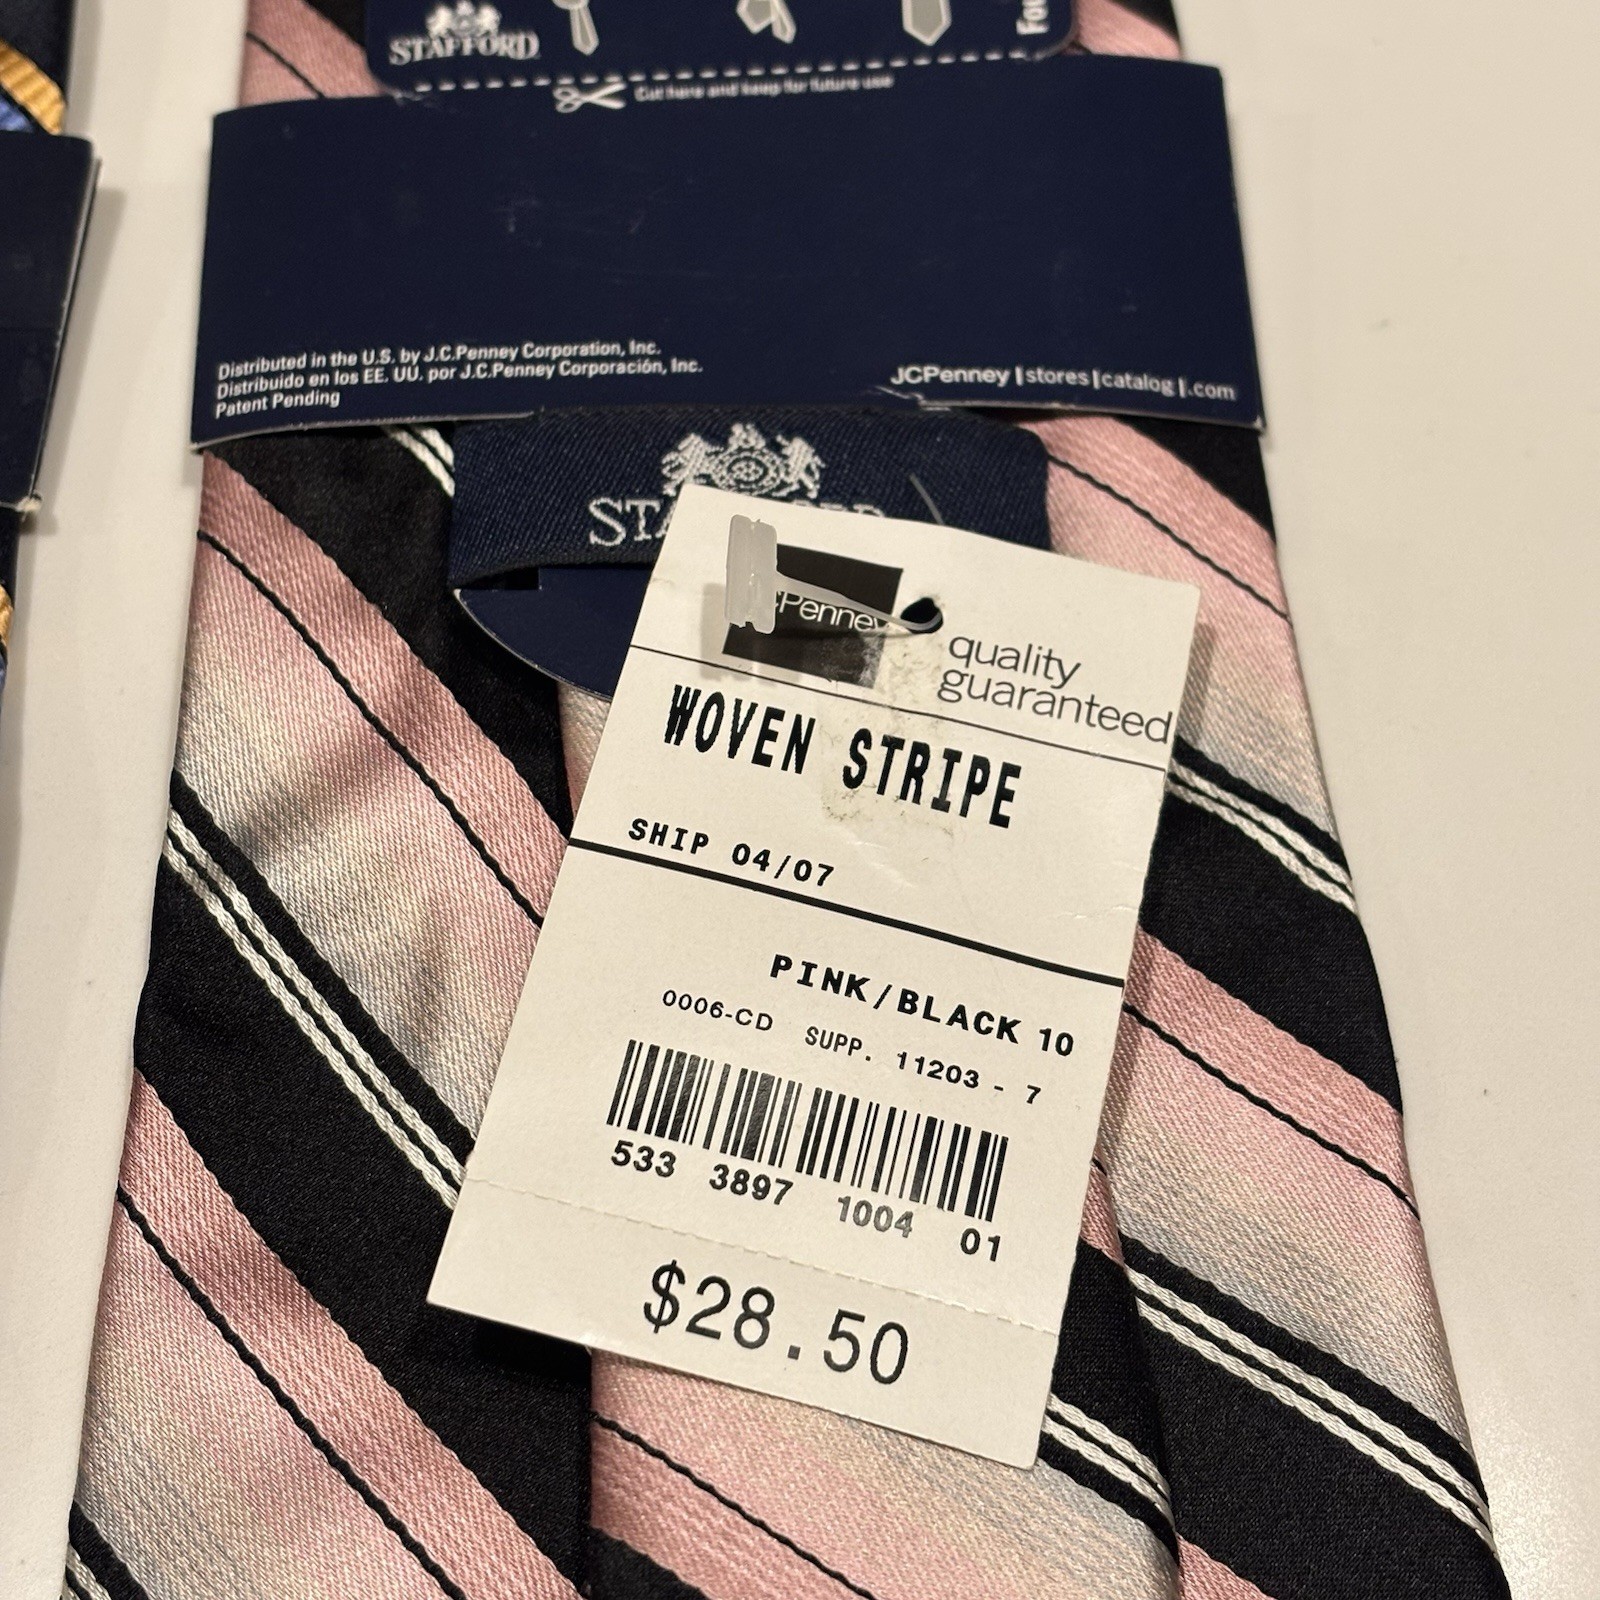 STAFFORD
Cut here and keep for future use
Distributed in the U.S. by J.C.Penney Corporation, Inc.
Distribuido en los EE. UU. por J.C.Penney Corporación, Inc.
Patent Pending
JCPenney | stores | catalog | .com
JCPenney
quality
guaranteed
WOVEN STRIPE
SHIP 04/07
PINK/BLACK 10
0006-CD SUPP. 11203 - 7
533 3897 1004 01
$28.50